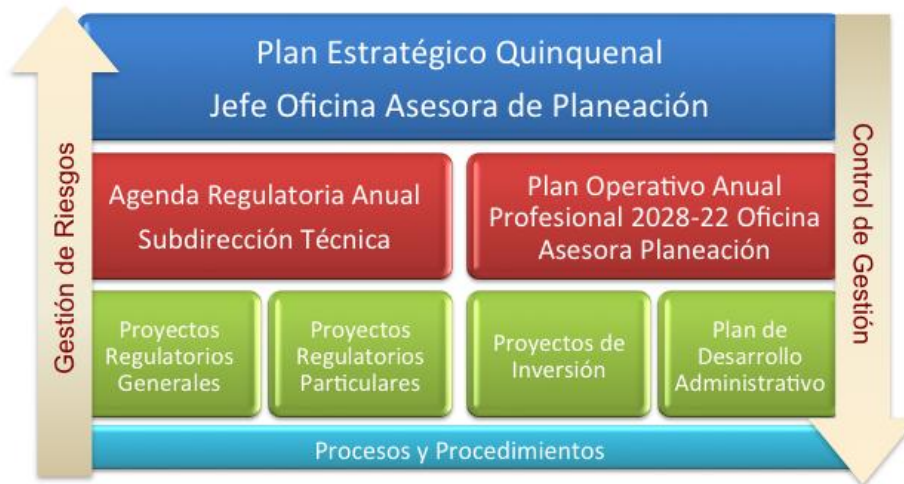 Plan Estratégico Quinquenal
Jefe Oficina Asesora de Planeación
Gestión de Riesgos
Control de Gestión
Agenda Regulatoria Anual
Subdirección Técnica
Plan Operativo Anual
Profesional 2028-22 Oficina
Asesora Planeación
Proyectos
Regulatorios
Generales
Proyectos
Regulatorios
Particulares
Proyectos de
Inversión
Plan de
Desarrollo
Administrativo
Procesos y Procedimientos